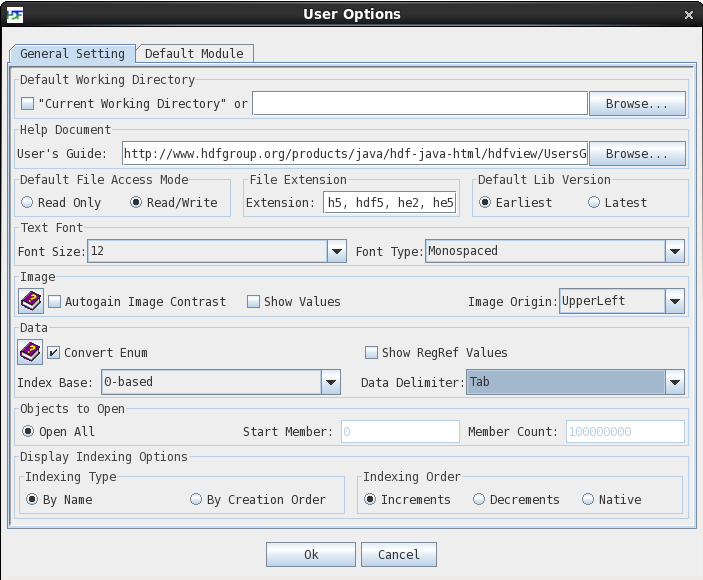 User Options
General Setting Default Module
Default Working Directory
"Current Working Directory" or Browse...
Help Document
User's Guide: http://www.hdfgroup.org/products/java/hdf-java-html/hdfview/UsersG Browse...
Default File Access Mode File Extension Default Lib Version
Read Only Read/Write Extension: h5, hdf5, he2, he5 Earliest Latest
Text Font
Font Size: 12 Font Type: Monospaced
Image
Autogain Image Contrast Show Values Image Origin: UpperLeft
Data
Convert Enum Show RegRef Values
Index Base: 0-based Data Delimiter: Tab
Objects to Open
Open All Start Member: 0 Member Count: 100000000
Display Indexing Options
Indexing Type Indexing Order
By Name By Creation Order Increments Decrements Native
Ok Cancel